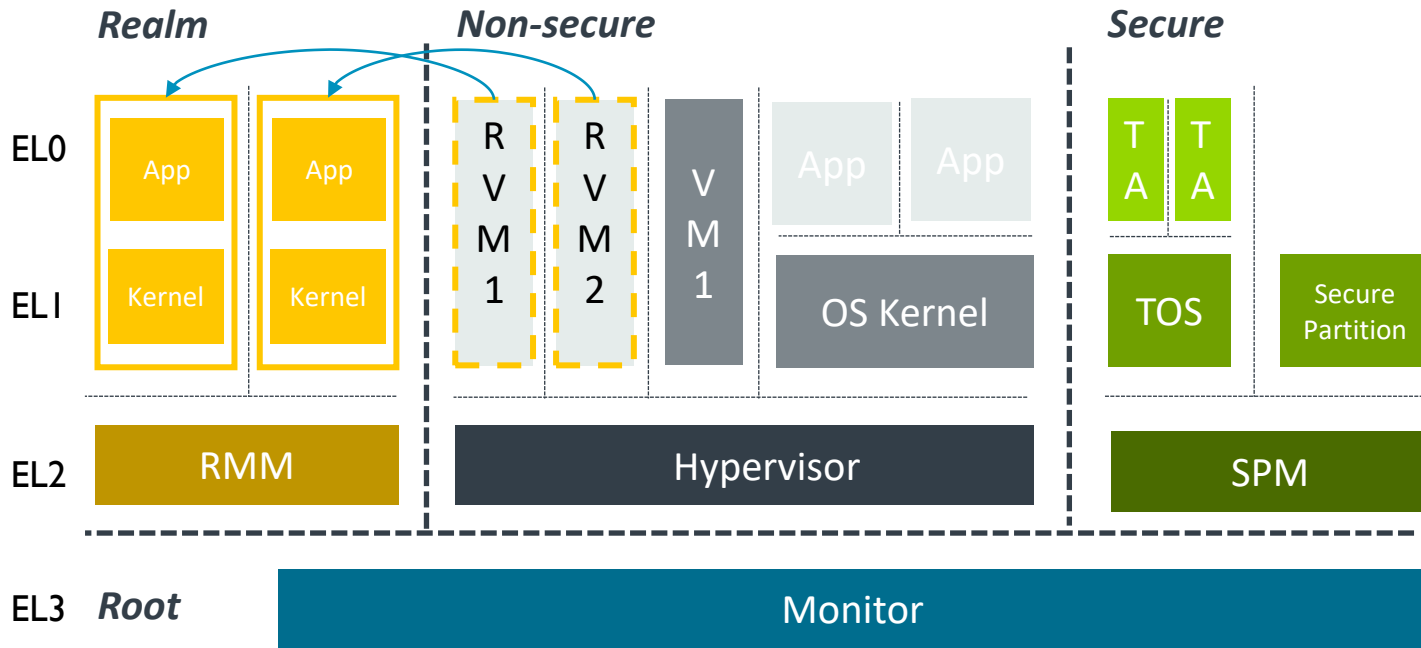 Realm
Non-secure
Secure
EL0
App
App
R
V
M
1
R
V
M
2
V
M
1
App
App
T
A
T
A
EL1
Kernel
Kernel
OS Kernel
TOS
Secure
Partition
EL2
RMM
Hypervisor
SPM
EL3
Root
Monitor